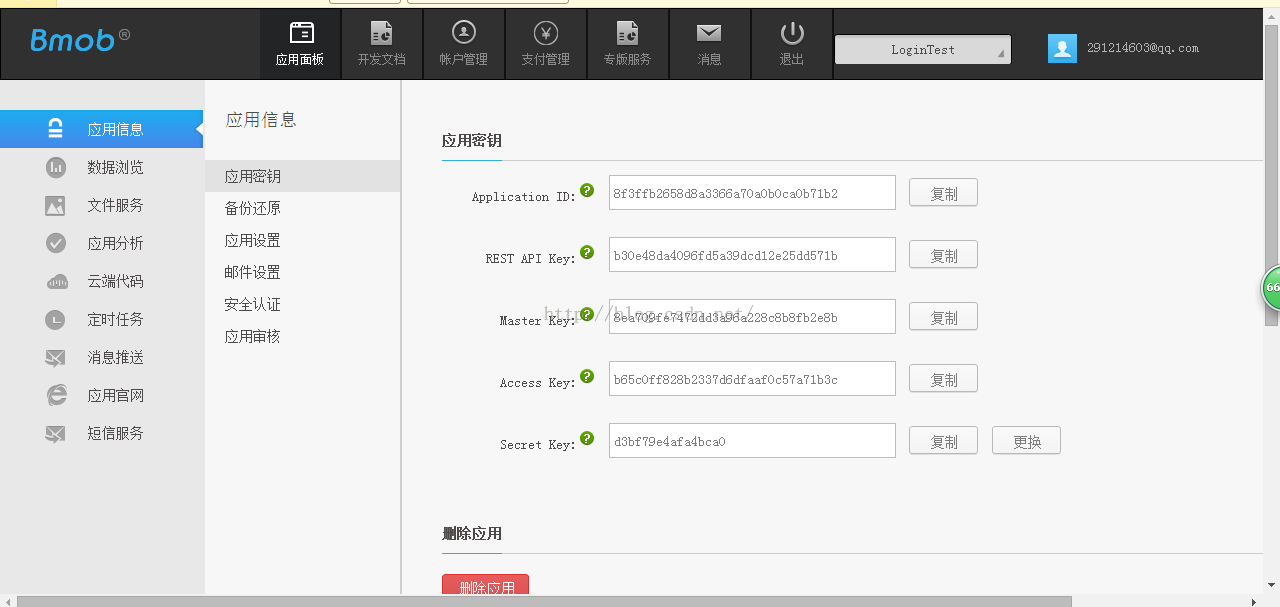 Bmob®
应用面板
开发文档
帐户管理
支付管理
专版服务
消息
退出
LoginTest
291214603@qq.com
应用信息
数据浏览
文件服务
应用分析
云端代码
定时任务
消息推送
应用官网
短信服务
应用信息
应用密钥
备份还原
应用设置
邮件设置
安全认证
应用审核
应用密钥
Application ID: 8f3ffb2658d8a3366a70a0b0ca0b71b2 复制
REST API Key: b30e48da4096fd5a39dcd12e25dd571b 复制
http://blog.csdn.net/
Master Key: 复制
Access Key: b65c0ff828b2337d6dfaaf0c57a71b3c 复制
Secret Key: d3bf79e4afa4bca0 复制 更换
删除应用
删除应用
66